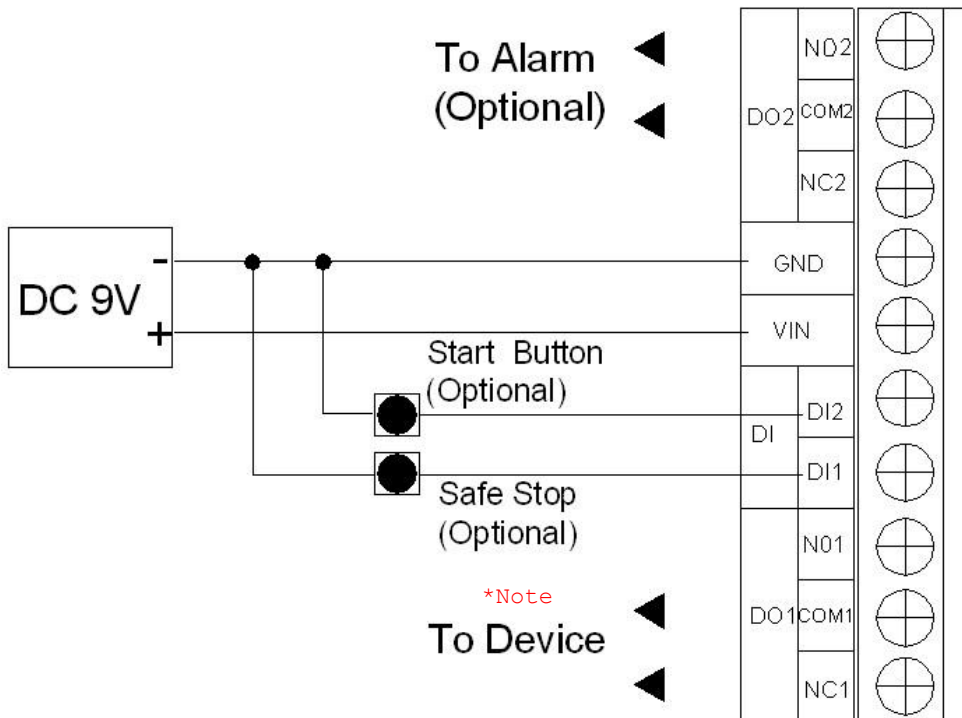 To Alarm
(Optional)
NO2
DO2
COM2
NC2
DC 9V
-
+
GND
VIN
Start Button
(Optional)
DI
DI2
DI1
Safe Stop
(Optional)
*Note
To Device
N01
DO1
COM1
NC1